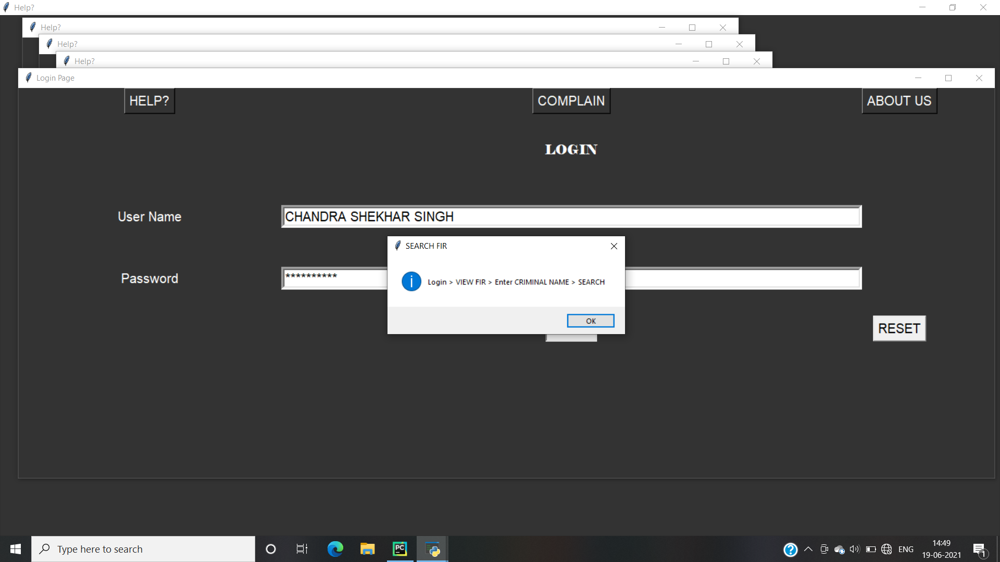 Help?
Help?
Help?
Help?
Login Page
HELP? COMPLAIN ABOUT US
LOGIN
User Name CHANDRA SHEKHAR SINGH
SEARCH FIR
Password **********
Login > VIEW FIR > Enter CRIMINAL NAME > SEARCH
OK
RESET
Type here to search
PC
ENG
14:49
19-06-2021
1